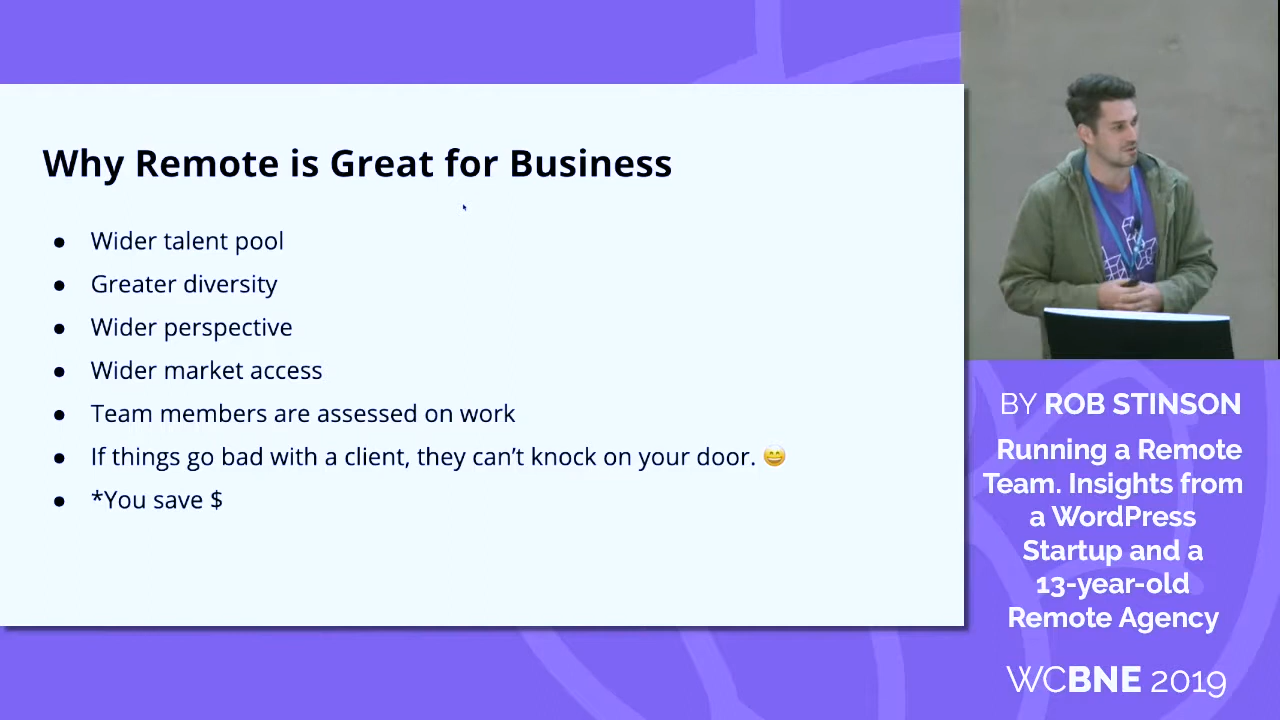 Why Remote is Great for Business
● Wider talent pool
● Greater diversity
● Wider perspective
● Wider market access
● Team members are assessed on work
● If things go bad with a client, they can’t knock on your door. 😄
● *You save $
BY ROB STINSON
Running a Remote
Team. Insights from
a WordPress
Startup and a
13-year-old
Remote Agency
WCBNE 2019